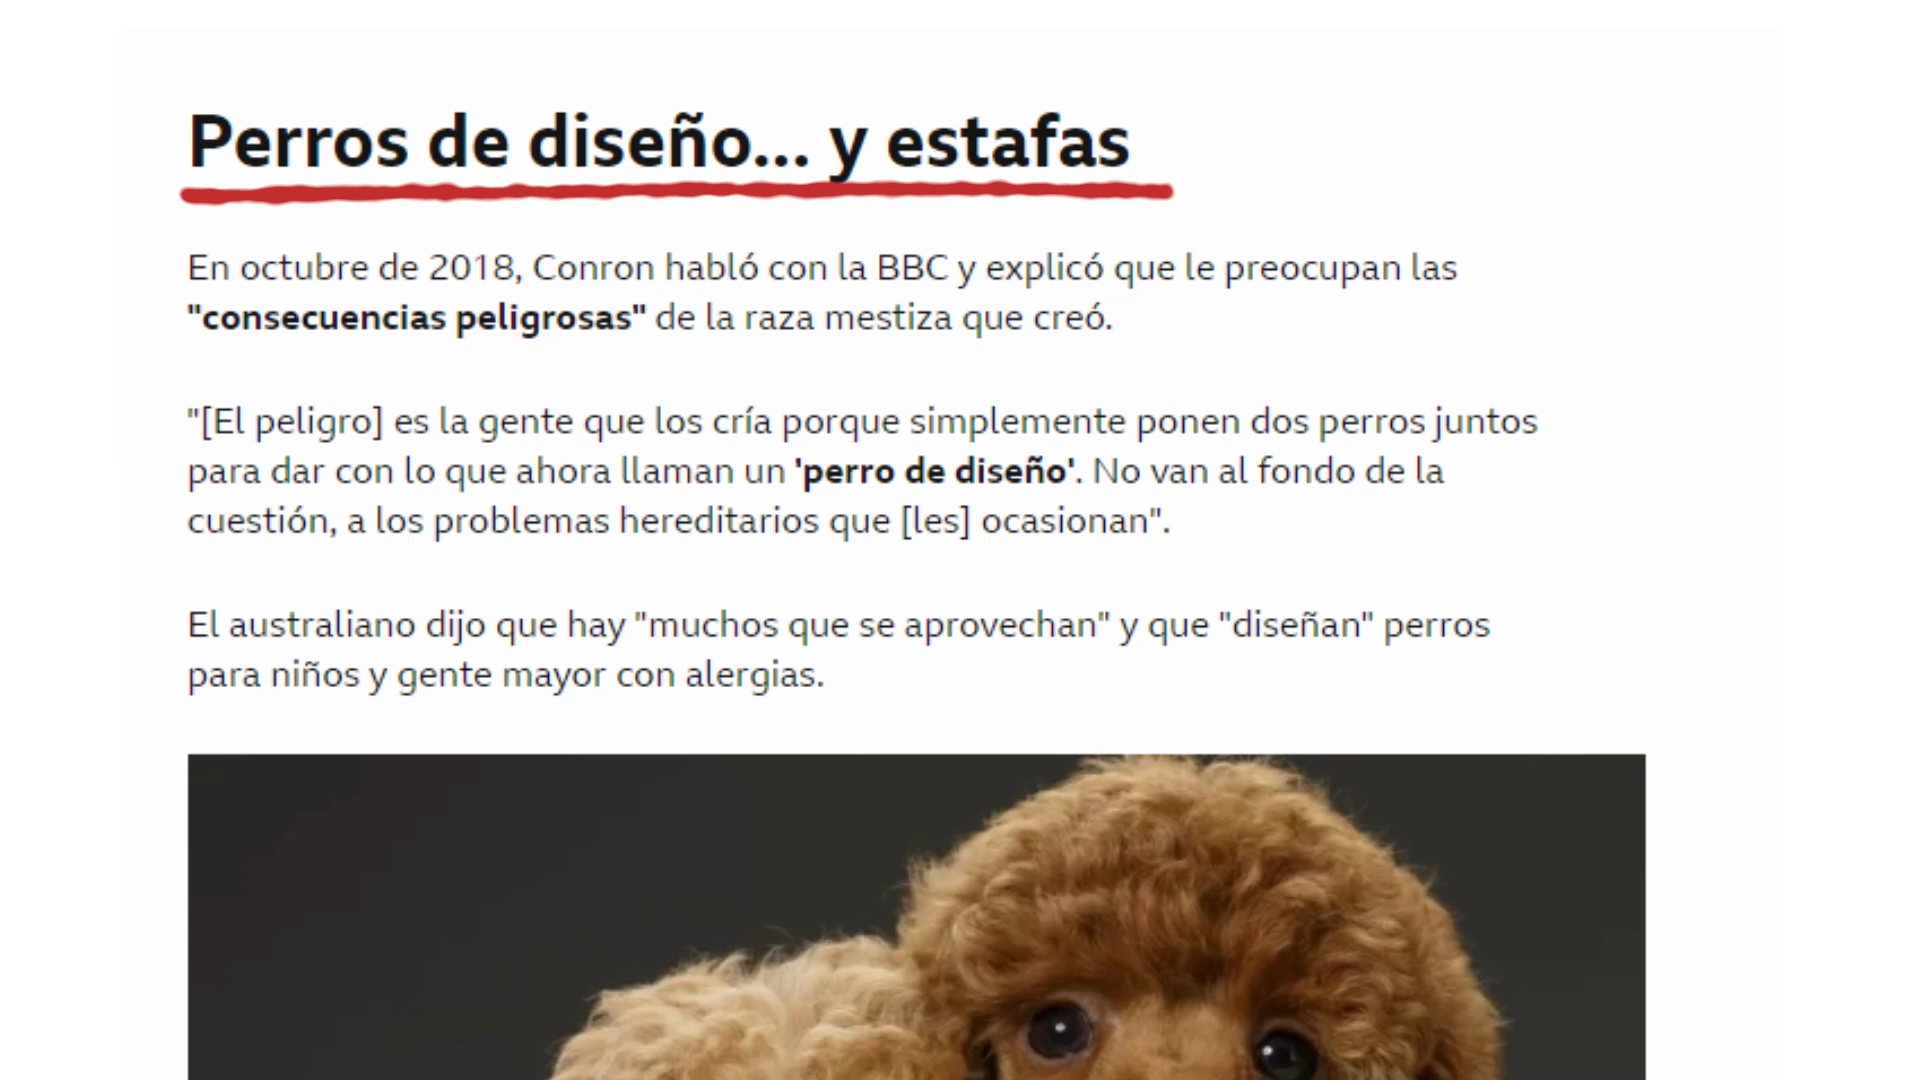 Perros de diseño... y estafas
En octubre de 2018, Conron habló con la BBC y explicó que le preocupan las
"consecuencias peligrosas" de la raza mestiza que creó.
"[El peligro] es la gente que los cría porque simplemente ponen dos perros juntos
para dar con lo que ahora llaman un 'perro de diseño'. No van al fondo de la
cuestión, a los problemas hereditarios que [les] ocasionan".
El australiano dijo que hay "muchos que se aprovechan" y que "diseñan" perros
para niños y gente mayor con alergias.